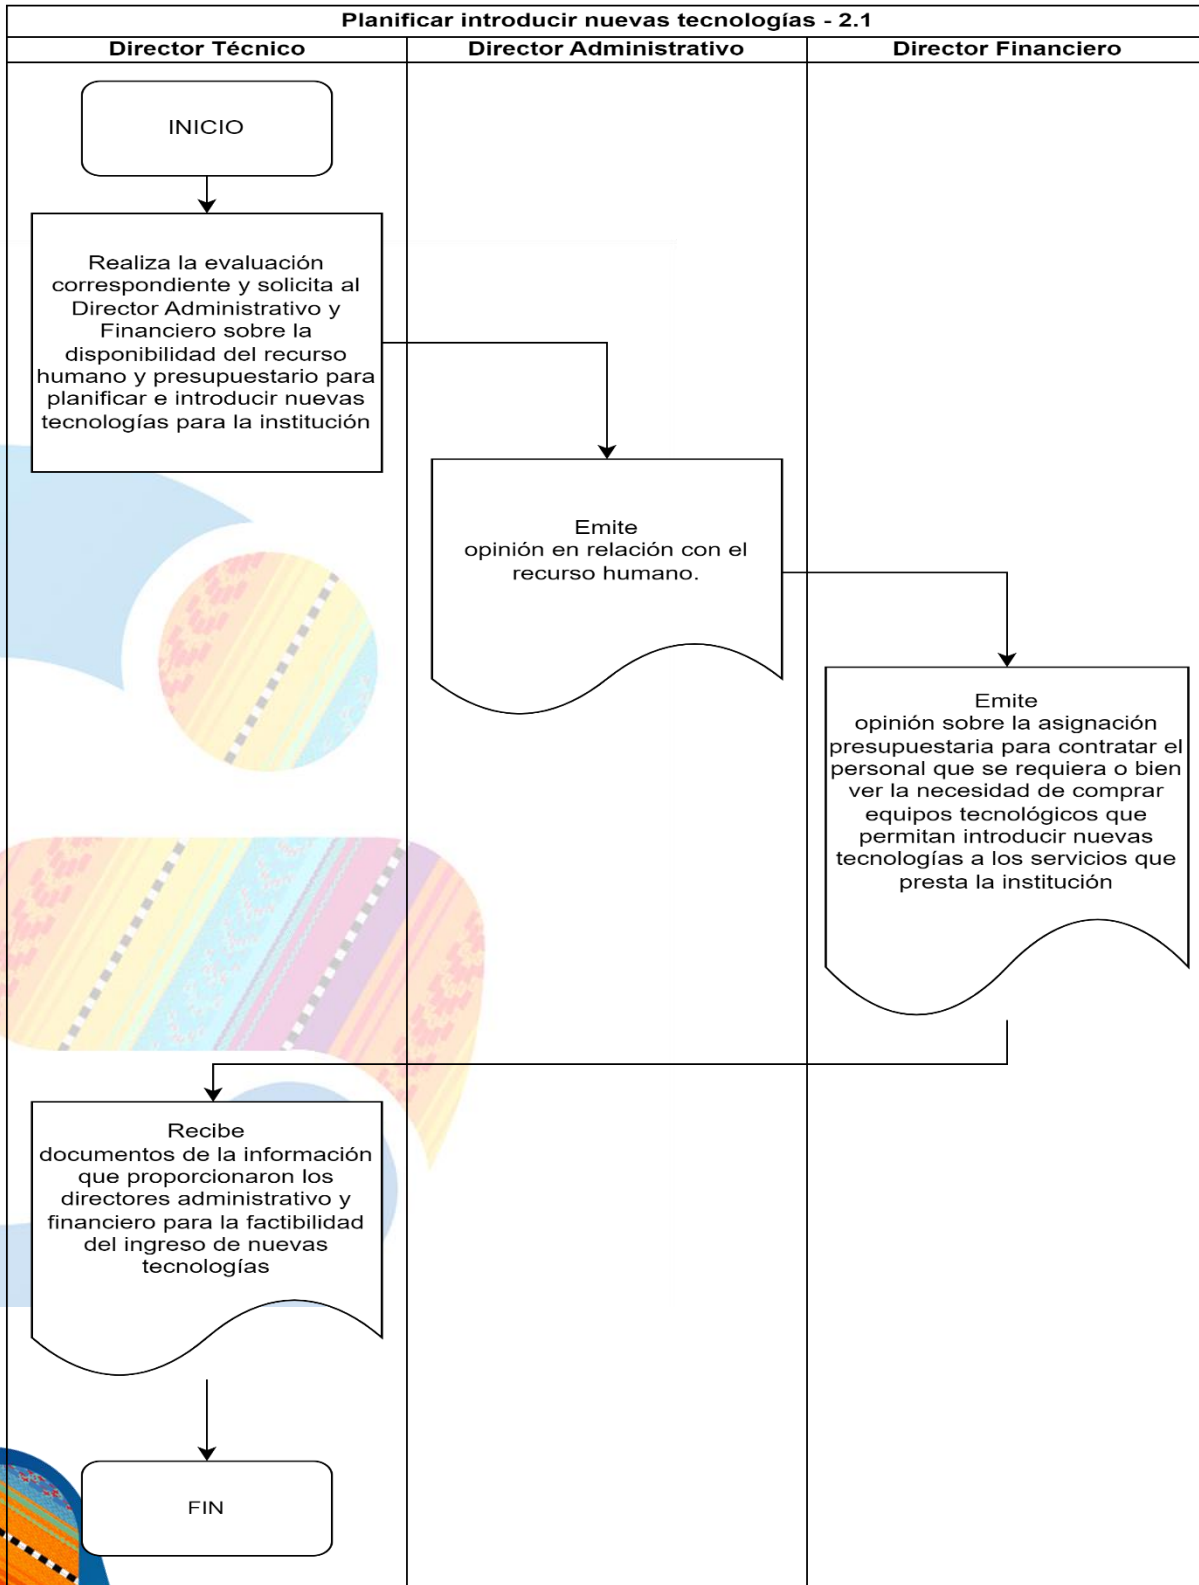 Planificar introducir nuevas tecnologías - 2.1
Director Técnico
Director Administrativo
Director Financiero
INICIO
Realiza la evaluación
correspondiente y solicita al
Director Administrativo y
Financiero sobre la
disponibilidad del recurso
humano y presupuestario para
planificar e introducir nuevas
tecnologías para la institución
Emite
opinión en relación con el
recurso humano.
Emite
opinión sobre la asignación
presupuestaria para contratar el
personal que se requiera o bien
ver la necesidad de comprar
equipos tecnológicos que
permitan introducir nuevas
tecnologías a los servicios que
presta la institución
Recibe
documentos de la información
que proporcionaron los
directores administrativo y
financiero para la factibilidad
del ingreso de nuevas
tecnologías
FIN